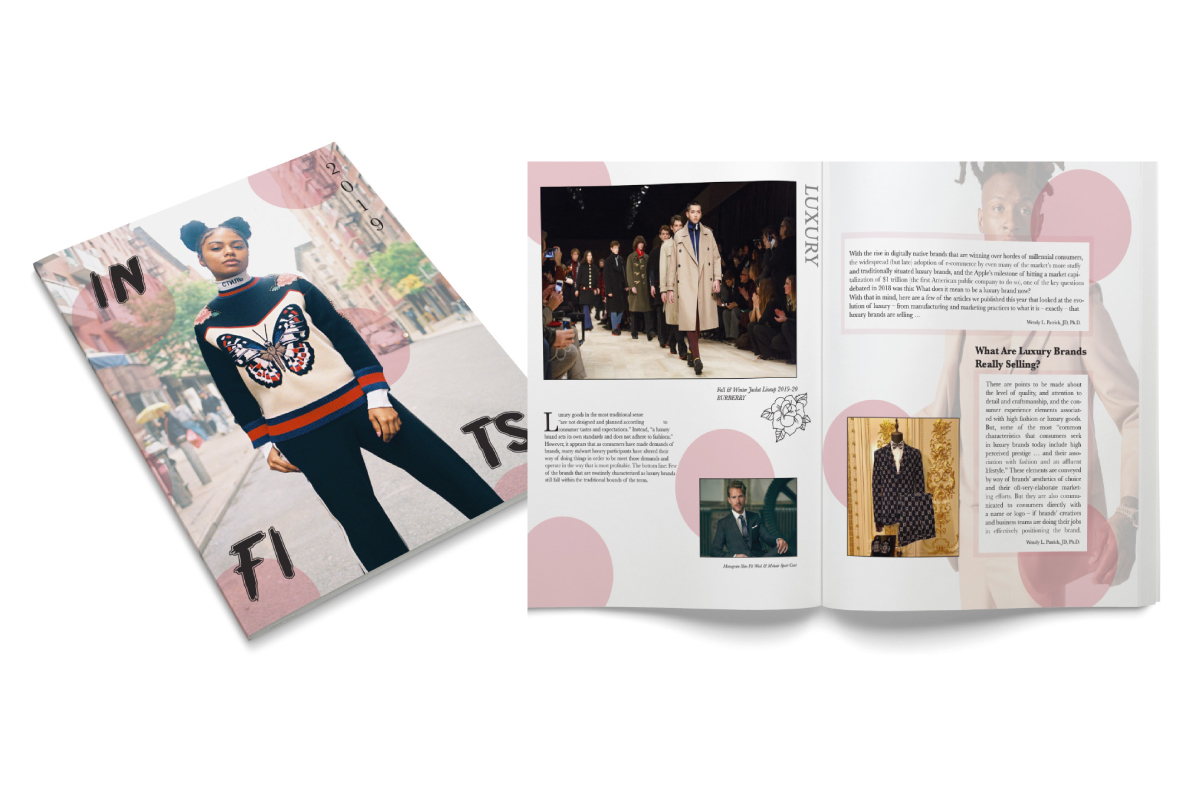 2019
IN
СТИЛЬ
FI
TS
LUXURY
Fall & Winter Jacket Lineup 2015-20
BURBERRY
Luxury goods in the most traditional sense
"are not designed and planned according to
consumer tastes and expectations." Instead, "a luxury
brand sets its own standards and does not adhere to fashions."
However, it appears that as consumers have made demands of
brands, many stalwart luxury participants have altered their
way of doing things in order to be meet those demands and
operate in the way that is most profitable. The bottom line: Few
of the brands that are routinely characterized as luxury brands
still fall within the traditional brands of the terms.
Slim Fit Wool & Mohair Sport Coat
With the rise in digitally native brands that are winning over hordes of millennial consumers,
the widespread (but late) adoption of e-commerce by even many of the market's more stuffy
and traditionally situated luxury brands, and the Apple's milestone of hitting a market capi-
talization of $1 trillion (the first American public company to do so), one of the key questions
debated in 2018 was this: What does it mean to be a luxury brand now?
With that in mind, here are a few of the articles we published this year that looked at the evo-
lution of luxury – from manufacturing and marketing practices to what it is – exactly – that
luxury brands are selling ...
Wendy L. Patrick, JD, Ph.D.
What Are Luxury Brands
Really Selling?
There are points to be made about
the level of quality, and attention to
detail and craftsmanship, and the con-
sumer experience elements associat-
ed with high fashion or luxury goods.
But, some of the most "common
characteristics that consumers seek
in luxury brands today include high
perceived prestige ... and their asso-
ciation with fashion and an affluent
lifestyle." These elements are conveyed
by way of brands' aesthetics of choice
and their oft-very-elaborate market-
ing efforts. But they are also commu-
nicated to consumers directly with
a name or logo – if brands' creatives
and business teams are doing their jobs
in effectively positioning the brand.
Wendy L. Patrick, JD, Ph.D.